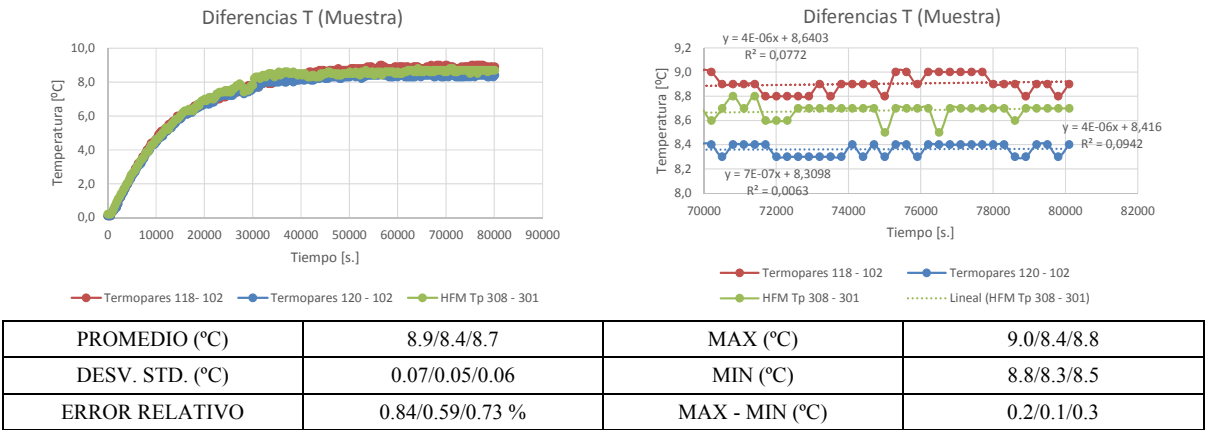 Diferencias T (Muestra)
10,0
8,0
6,0
4,0
2,0
0,0
Temperatura [ºC]
0 10000 20000 30000 40000 50000 60000 70000 80000 90000
Tiempo [s.]
Termopares 118- 102 Termopares 120 - 102 HFM Tp 308 - 301
Diferencias T (Muestra)
y = 4E-06x + 8,6403
R² = 0,0772
9,2
9,0
8,8
8,6
8,4
8,2
8,0
Temperatura [ºC]
y = 4E-06x + 8,416
R² = 0,0942
y = 7E-07x + 8,3098
R² = 0,0063
70000 72000 74000 76000 78000 80000 82000
Tiempo [s.]
Termopares 118 - 102 Termopares 120 - 102
HFM Tp 308 - 301 Lineal (HFM Tp 308 - 301)
PROMEDIO (ºC) 8.9/8.4/8.7 MAX (ºC) 9.0/8.4/8.8
DESV. STD. (ºC) 0.07/0.05/0.06 MIN (ºC) 8.8/8.3/8.5
ERROR RELATIVO 0.84/0.59/0.73 % MAX - MIN (ºC) 0.2/0.1/0.3